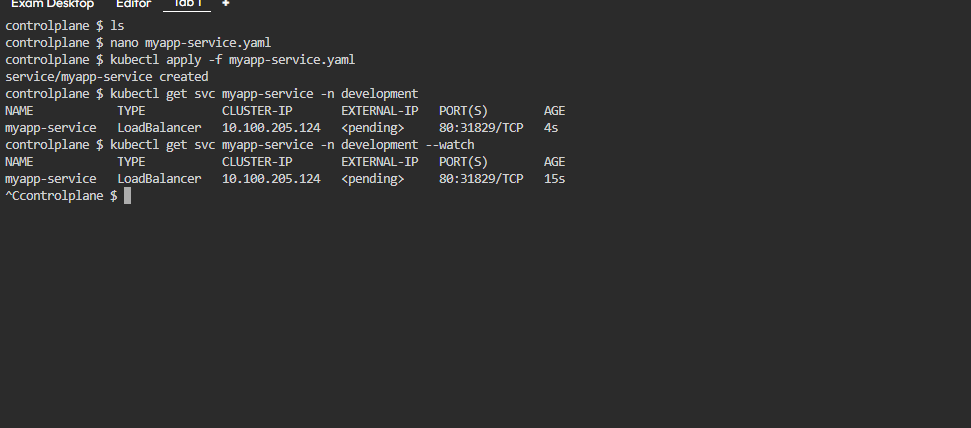 Exam Desktop Editor Tab 1 +
controlplane $ ls
controlplane $ nano myapp-service.yaml
controlplane $ kubectl apply -f myapp-service.yaml
service/myapp-service created
controlplane $ kubectl get svc myapp-service -n development
NAME TYPE CLUSTER-IP EXTERNAL-IP PORT(S) AGE
myapp-service LoadBalancer 10.100.205.124 <pending> 80:31829/TCP 4s
controlplane $ kubectl get svc myapp-service -n development --watch
NAME TYPE CLUSTER-IP EXTERNAL-IP PORT(S) AGE
myapp-service LoadBalancer 10.100.205.124 <pending> 80:31829/TCP 15s
^Ccontrolplane $